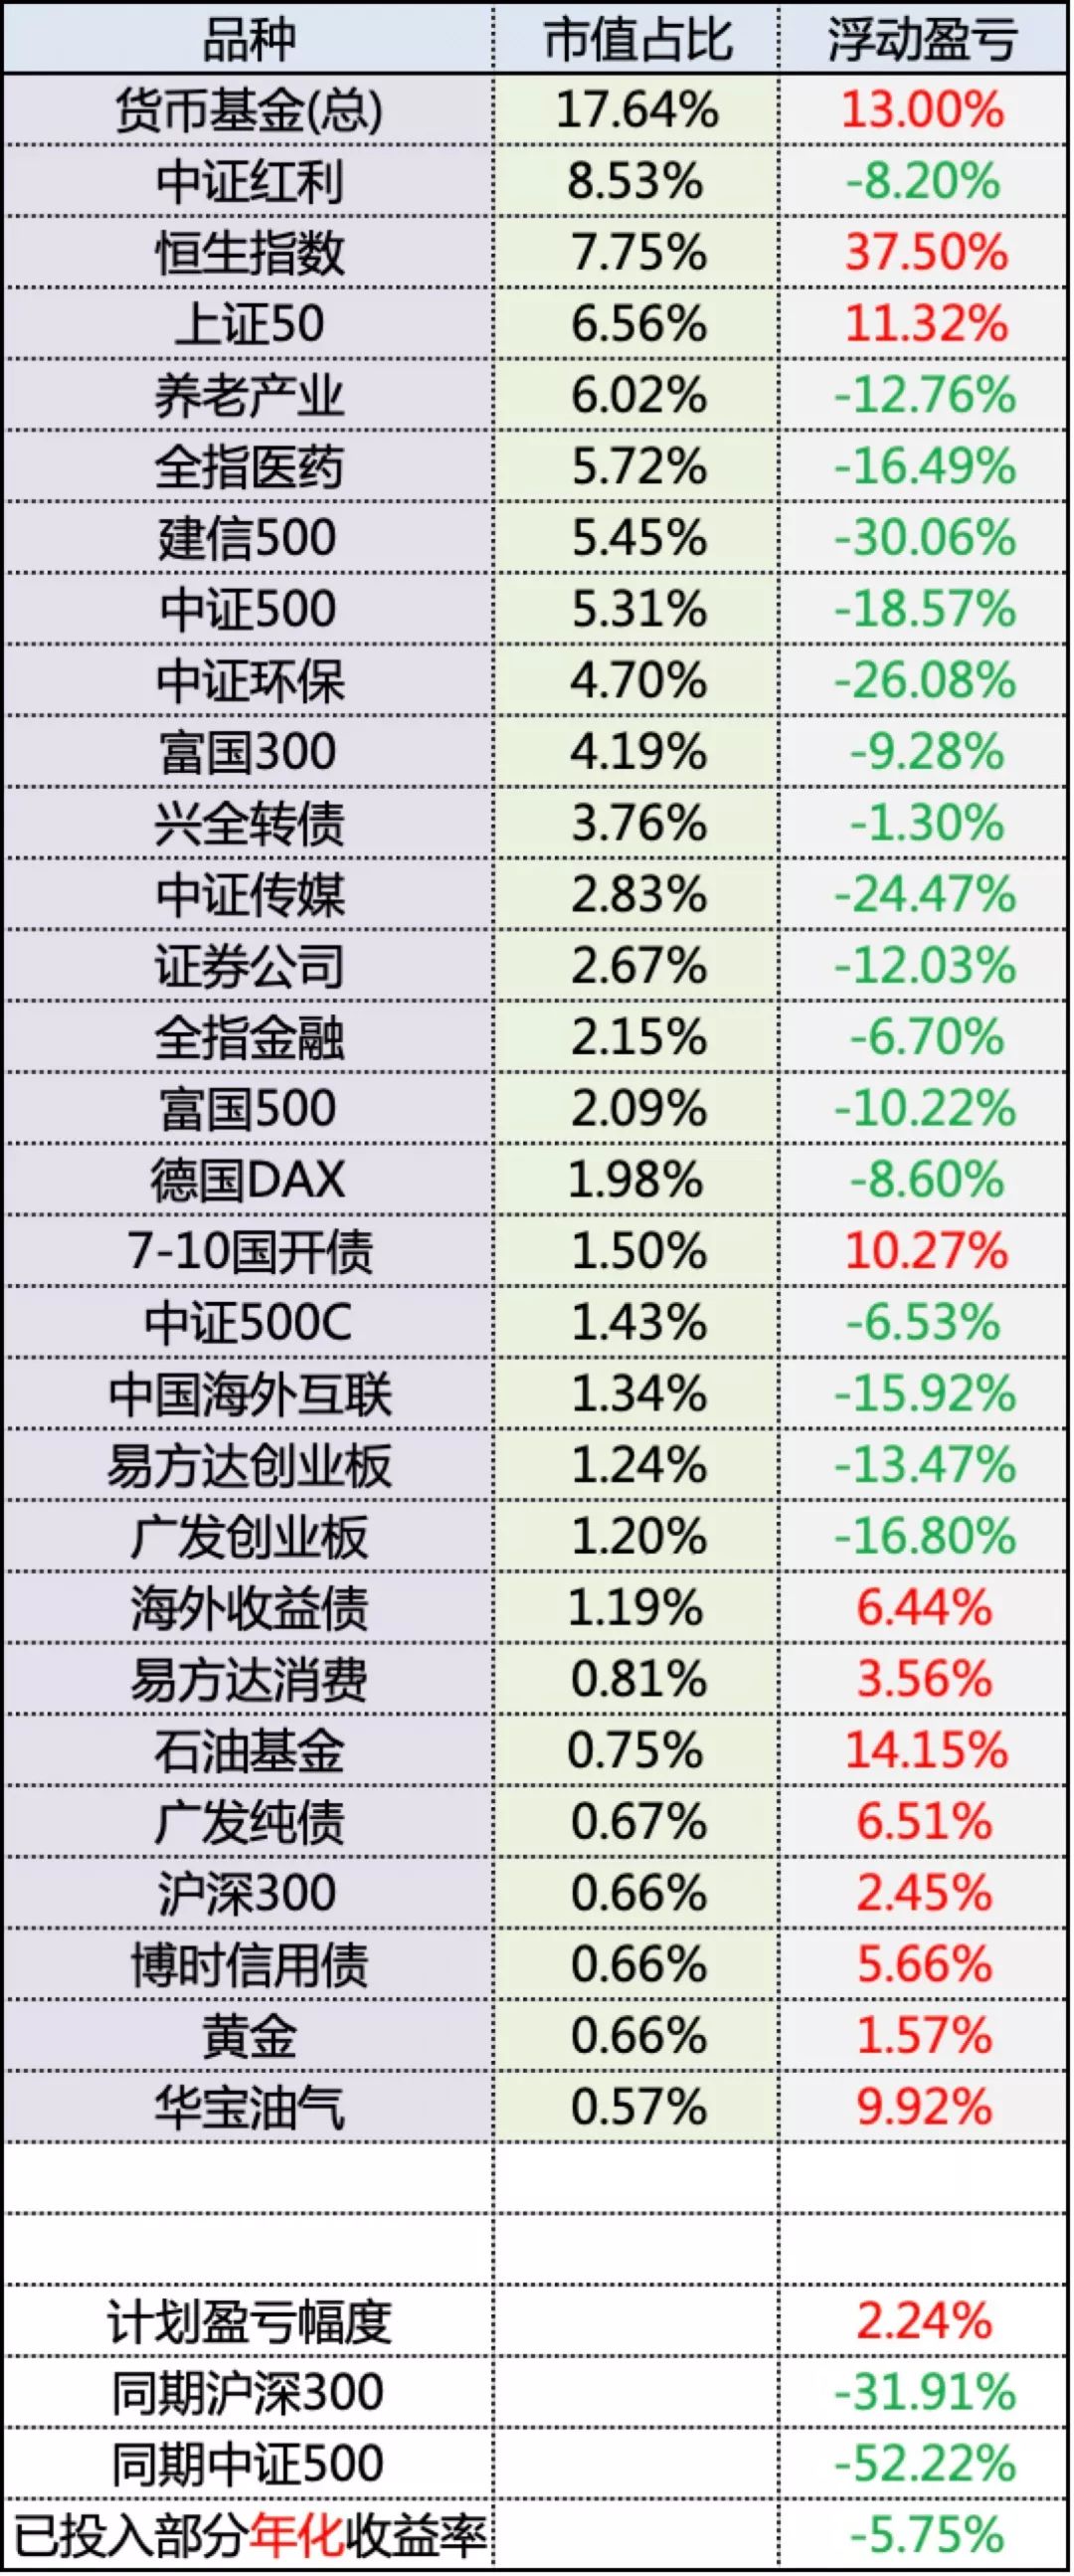 品种 市值占比 浮动盈亏
货币基金(总) 17.64% 13.00%
中证红利 8.53% -8.20%
恒生指数 7.75% 37.50%
上证50 6.56% 11.32%
养老产业 6.02% -12.76%
全指医药 5.72% -16.49%
建信500 5.45% -30.06%
中证500 5.31% -18.57%
中证环保 4.70% -26.08%
富国300 4.19% -9.28%
兴全转债 3.76% -1.30%
中证传媒 2.83% -24.47%
证券公司 2.67% -12.03%
全指金融 2.15% -6.70%
富国500 2.09% -10.22%
德国DAX 1.98% -8.60%
7-10国开债 1.50% 10.27%
中证500C 1.43% -6.53%
中国海外互联 1.34% -15.92%
易方达创业板 1.24% -13.47%
广发创业板 1.20% -16.80%
海外收益债 1.19% 6.44%
易方达消费 0.81% 3.56%
石油基金 0.75% 14.15%
广发纯债 0.67% 6.51%
沪深300 0.66% 2.45%
博时信用债 0.66% 5.66%
黄金 0.66% 1.57%
华宝油气 0.57% 9.92%
计划盈亏幅度 2.24%
同期沪深300 -31.91%
同期中证500 -52.22%
已投入部分年化收益率 -5.75%